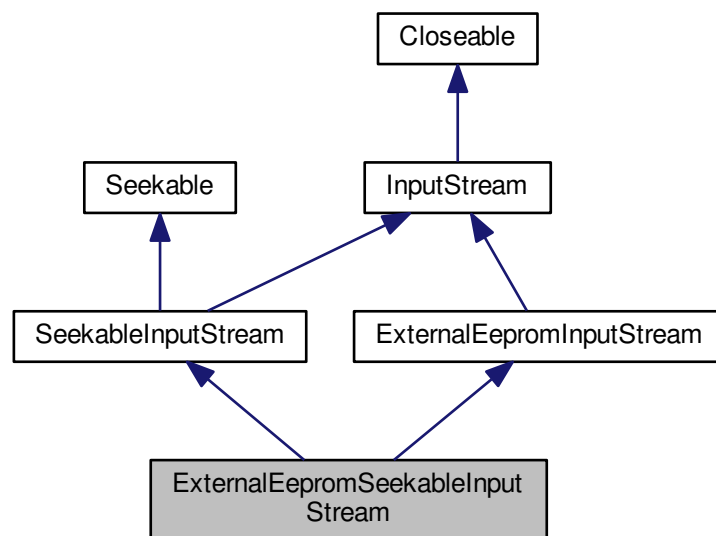 Closeable
Seekable
InputStream
SeekableInputStream
ExternalEepromInputStream
ExternalEepromSeekableInput
Stream